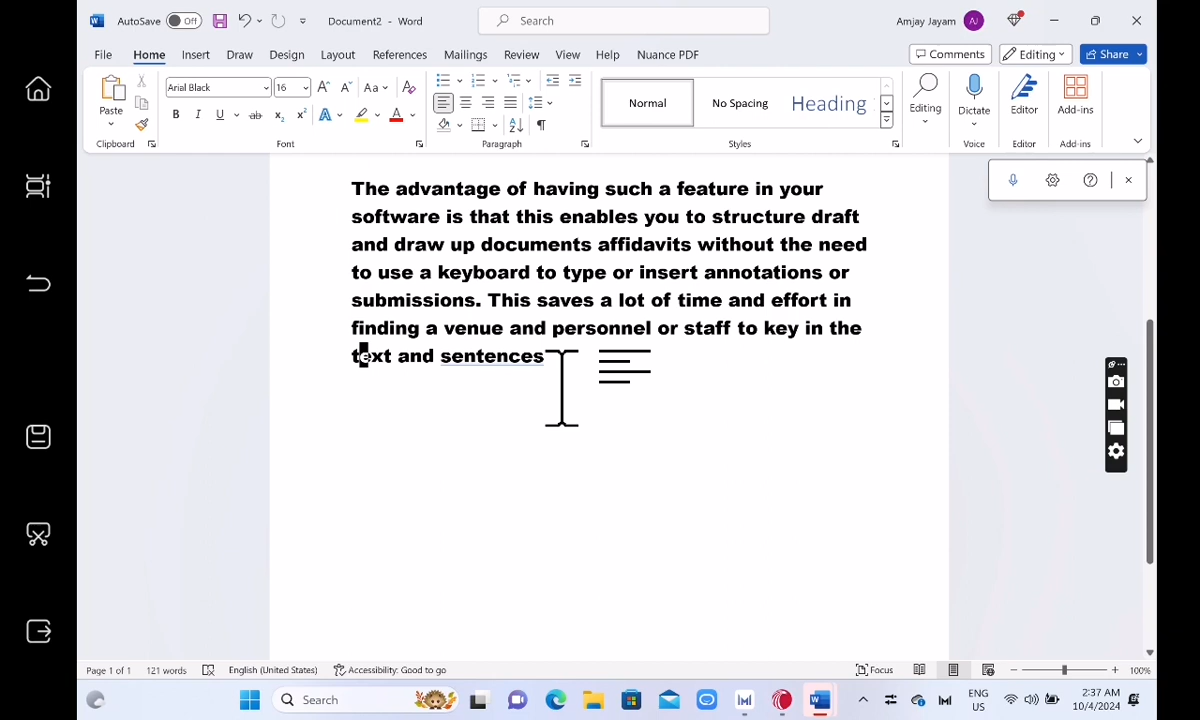 AutoSave Off Document2 - Word Search Amjay Jayam AJ
File Home Insert Draw Design Layout References Mailings Review View Help Nuance PDF Comments Editing Share
Paste Arial Black 16 Aa A B I U ab x₂ x² A A Normal No Spacing Heading Editing Dictate Editor Add-ins
Clipboard Font Paragraph Styles Voice Editor Add-ins
The advantage of having such a feature in your
software is that this enables you to structure draft
and draw up documents affidavits without the need
to use a keyboard to type or insert annotations or
submissions. This saves a lot of time and effort in
finding a venue and personnel or staff to key in the
text and sentences
Page 1 of 1 121 words English (United States) Accessibility: Good to go Focus 100%
Search ENG US 2:37 AM 10/4/2024